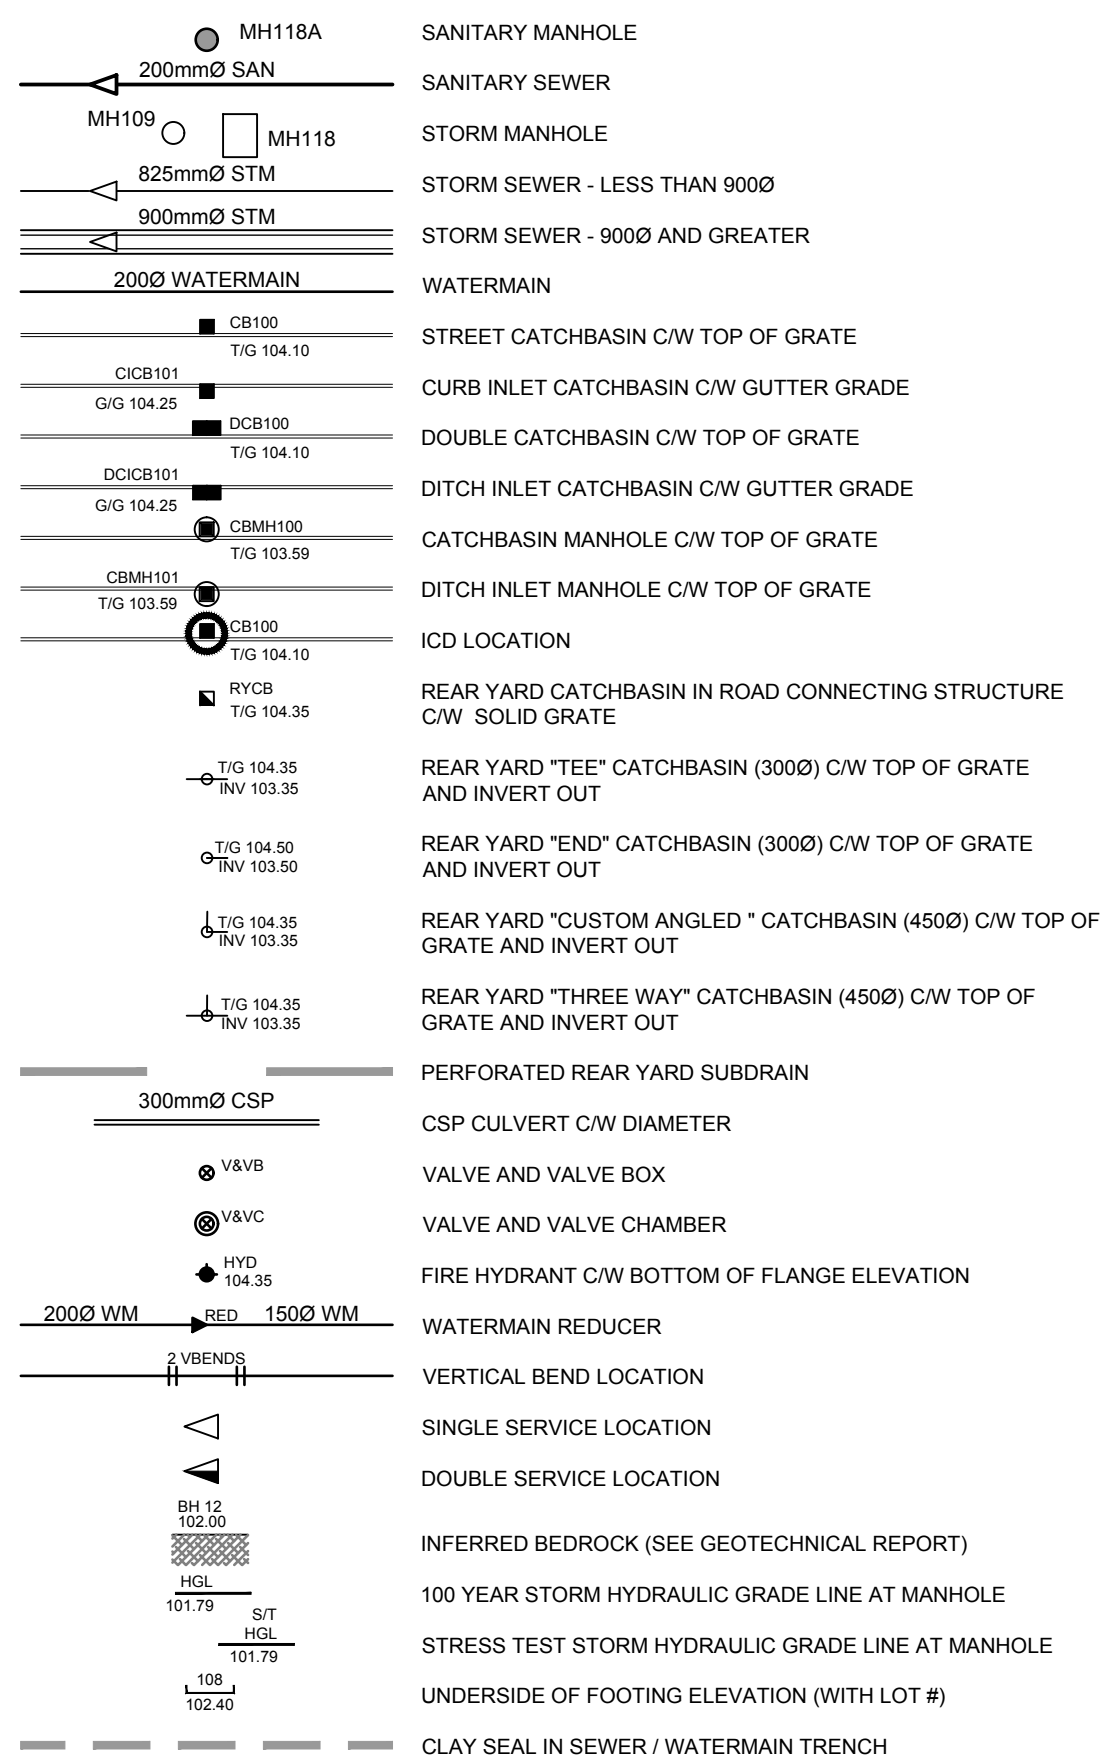 MH118A SANITARY MANHOLE
200mmØ SAN SANITARY SEWER
MH109 MH118 STORM MANHOLE
825mmØ STM STORM SEWER - LESS THAN 900Ø
900mmØ STM STORM SEWER - 900Ø AND GREATER
200Ø WATERMAIN WATERMAIN
CB100
T/G 104.10
STREET CATCHBASIN C/W TOP OF GRATE
CICB101
G/G 104.25
CURB INLET CATCHBASIN C/W GUTTER GRADE
DCB100
T/G 104.10
DOUBLE CATCHBASIN C/W TOP OF GRATE
DCICB101
G/G 104.25
DITCH INLET CATCHBASIN C/W GUTTER GRADE
CBMH100
T/G 103.59
CATCHBASIN MANHOLE C/W TOP OF GRATE
CBMH101
T/G 103.59
DITCH INLET MANHOLE C/W TOP OF GRATE
CB100
T/G 104.10
ICD LOCATION
RYCB
T/G 104.35
REAR YARD CATCHBASIN IN ROAD CONNECTING STRUCTURE
C/W SOLID GRATE
T/G 104.35
INV 103.35
REAR YARD "TEE" CATCHBASIN (300Ø) C/W TOP OF GRATE
AND INVERT OUT
T/G 104.50
INV 103.50
REAR YARD "END" CATCHBASIN (300Ø) C/W TOP OF GRATE
AND INVERT OUT
T/G 104.35
INV 103.35
REAR YARD "CUSTOM ANGLED " CATCHBASIN (450Ø) C/W TOP OF
GRATE AND INVERT OUT
T/G 104.35
INV 103.35
REAR YARD "THREE WAY" CATCHBASIN (450Ø) C/W TOP OF
GRATE AND INVERT OUT
PERFORATED REAR YARD SUBDRAIN
300mmØ CSP
CSP CULVERT C/W DIAMETER
V&VB VALVE AND VALVE BOX
V&VC VALVE AND VALVE CHAMBER
HYD
104.35
FIRE HYDRANT C/W BOTTOM OF FLANGE ELEVATION
200Ø WM RED 150Ø WM WATERMAIN REDUCER
2 VBENDS VERTICAL BEND LOCATION
SINGLE SERVICE LOCATION
DOUBLE SERVICE LOCATION
BH 12
102.00
INFERRED BEDROCK (SEE GEOTECHNICAL REPORT)
HGL
101.79
100 YEAR STORM HYDRAULIC GRADE LINE AT MANHOLE
S/T
HGL
101.79
STRESS TEST STORM HYDRAULIC GRADE LINE AT MANHOLE
108
102.40
UNDERSIDE OF FOOTING ELEVATION (WITH LOT #)
CLAY SEAL IN SEWER / WATERMAIN TRENCH